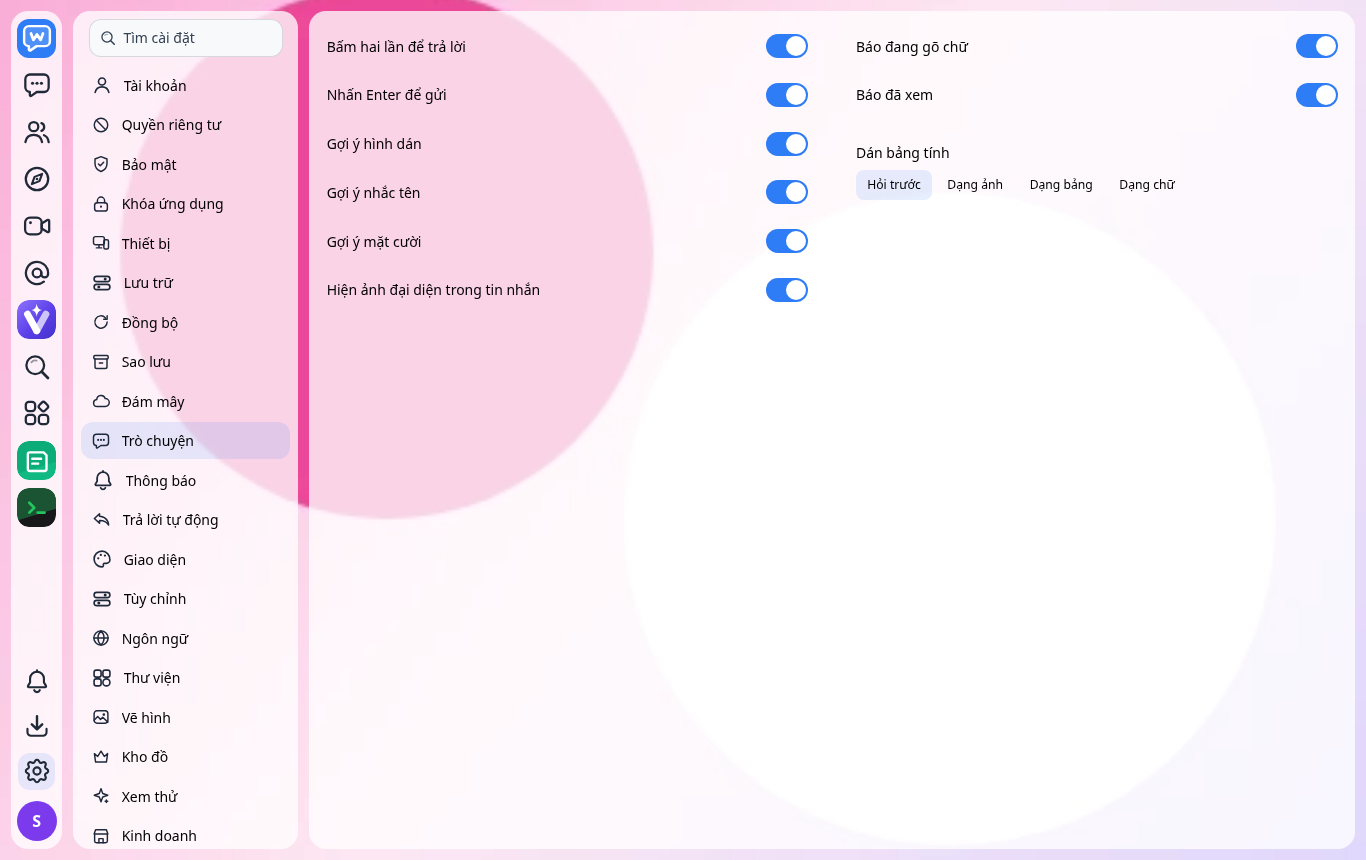 Tìm cài đặt
Tài khoản
Quyền riêng tư
Bảo mật
Khóa ứng dụng
Thiết bị
Lưu trữ
Đồng bộ
Sao lưu
Đám mây
Trò chuyện
Thông báo
Trả lời tự động
Giao diện
Tùy chỉnh
Ngôn ngữ
Thư viện
Vẽ hình
Kho đồ
Xem thử
Kinh doanh
S
Bấm hai lần để trả lời
Nhấn Enter để gửi
Gợi ý hình dán
Gợi ý nhắc tên
Gợi ý mặt cười
Hiện ảnh đại diện trong tin nhắn
Báo đang gõ chữ
Báo đã xem
Dán bảng tính
Hỏi trước Dạng ảnh Dạng bảng Dạng chữ